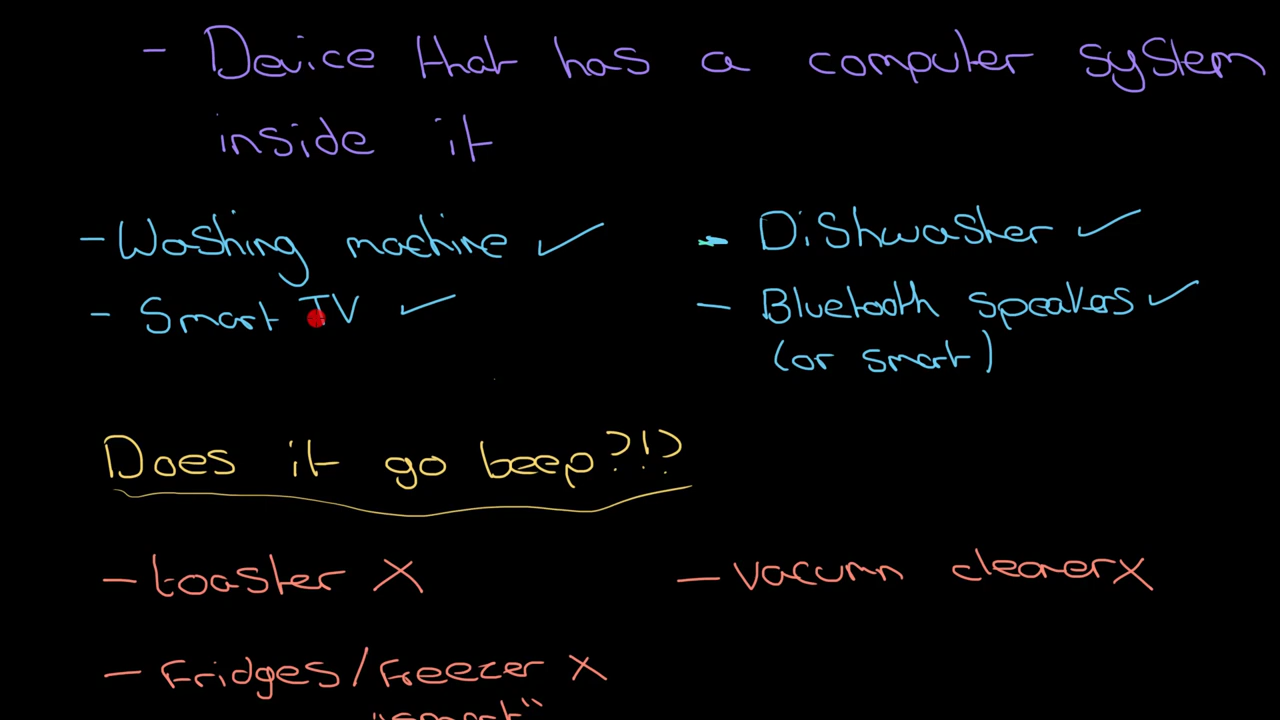 - Device that has a computer system
inside it
- Washing machine ✓
- Smart TV ✓
- Dishwasher ✓
- Bluetooth speakers ✓
(or smart)
Does it go beep?!?
- toaster X
- vacumn cleaner X
- Fridges/Freezer X
"smart"